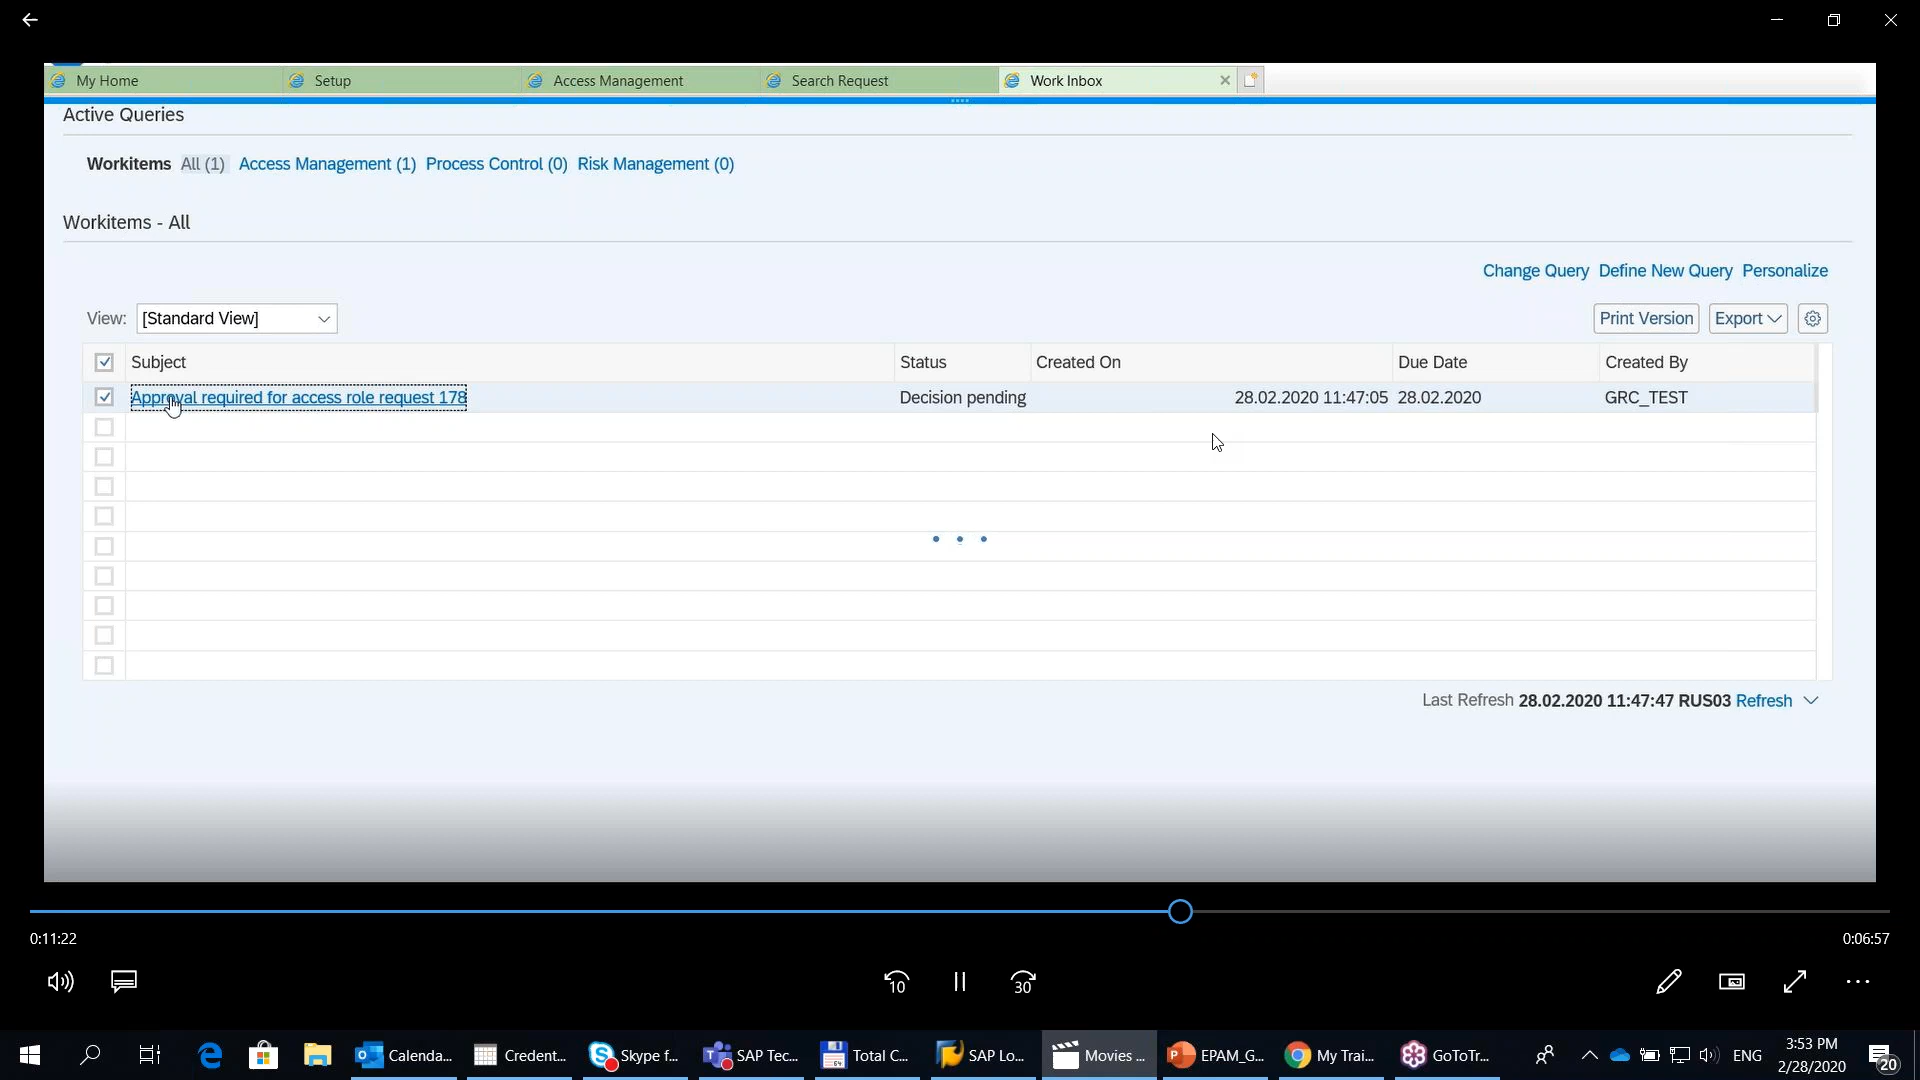 My Home Setup Access Management Search Request Work Inbox
Active Queries
Workitems All (1) Access Management (1) Process Control (0) Risk Management (0)
Workitems - All
Change Query Define New Query Personalize
View: [Standard View] Print Version Export
Subject Status Created On Due Date Created By
Approval required for access role request 178 Decision pending 28.02.2020 11:47:05 28.02.2020 GRC_TEST
Last Refresh 28.02.2020 11:47:47 RUS03 Refresh
0:11:22 0:06:57
10 30
Calenda... Credent... Skype f... SAP Tec... Total C... SAP Lo... Movies ... EPAM_G... My Trai... GoToTr... ENG 3:53 PM
2/28/2020 20